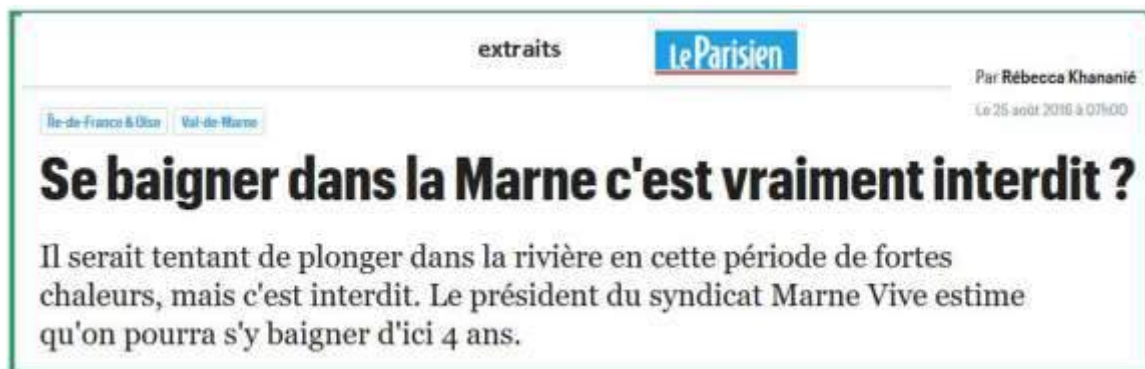 extraits
Le Parisien
Par Rébecca Khananié
Le 25 août 2016 à 07h00
Île-de-France & Oise
Val-de-Marne
Se baigner dans la Marne c'est vraiment interdit ?
Il serait tentant de plonger dans la rivière en cette période de fortes
chaleurs, mais c'est interdit. Le président du syndicat Marne Vive estime
qu'on pourra s'y baigner d'ici 4 ans.